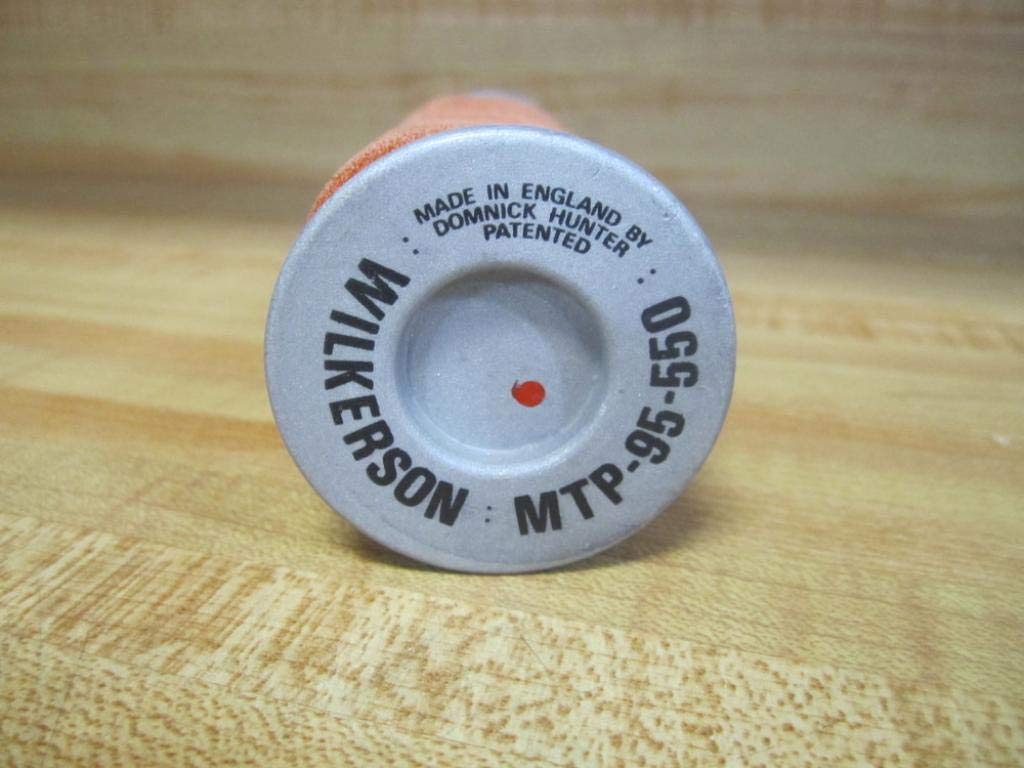 MADE IN ENGLAND BY
DOMNICK HUNTER
PATENTED
WILKERSON : MTP-95-550